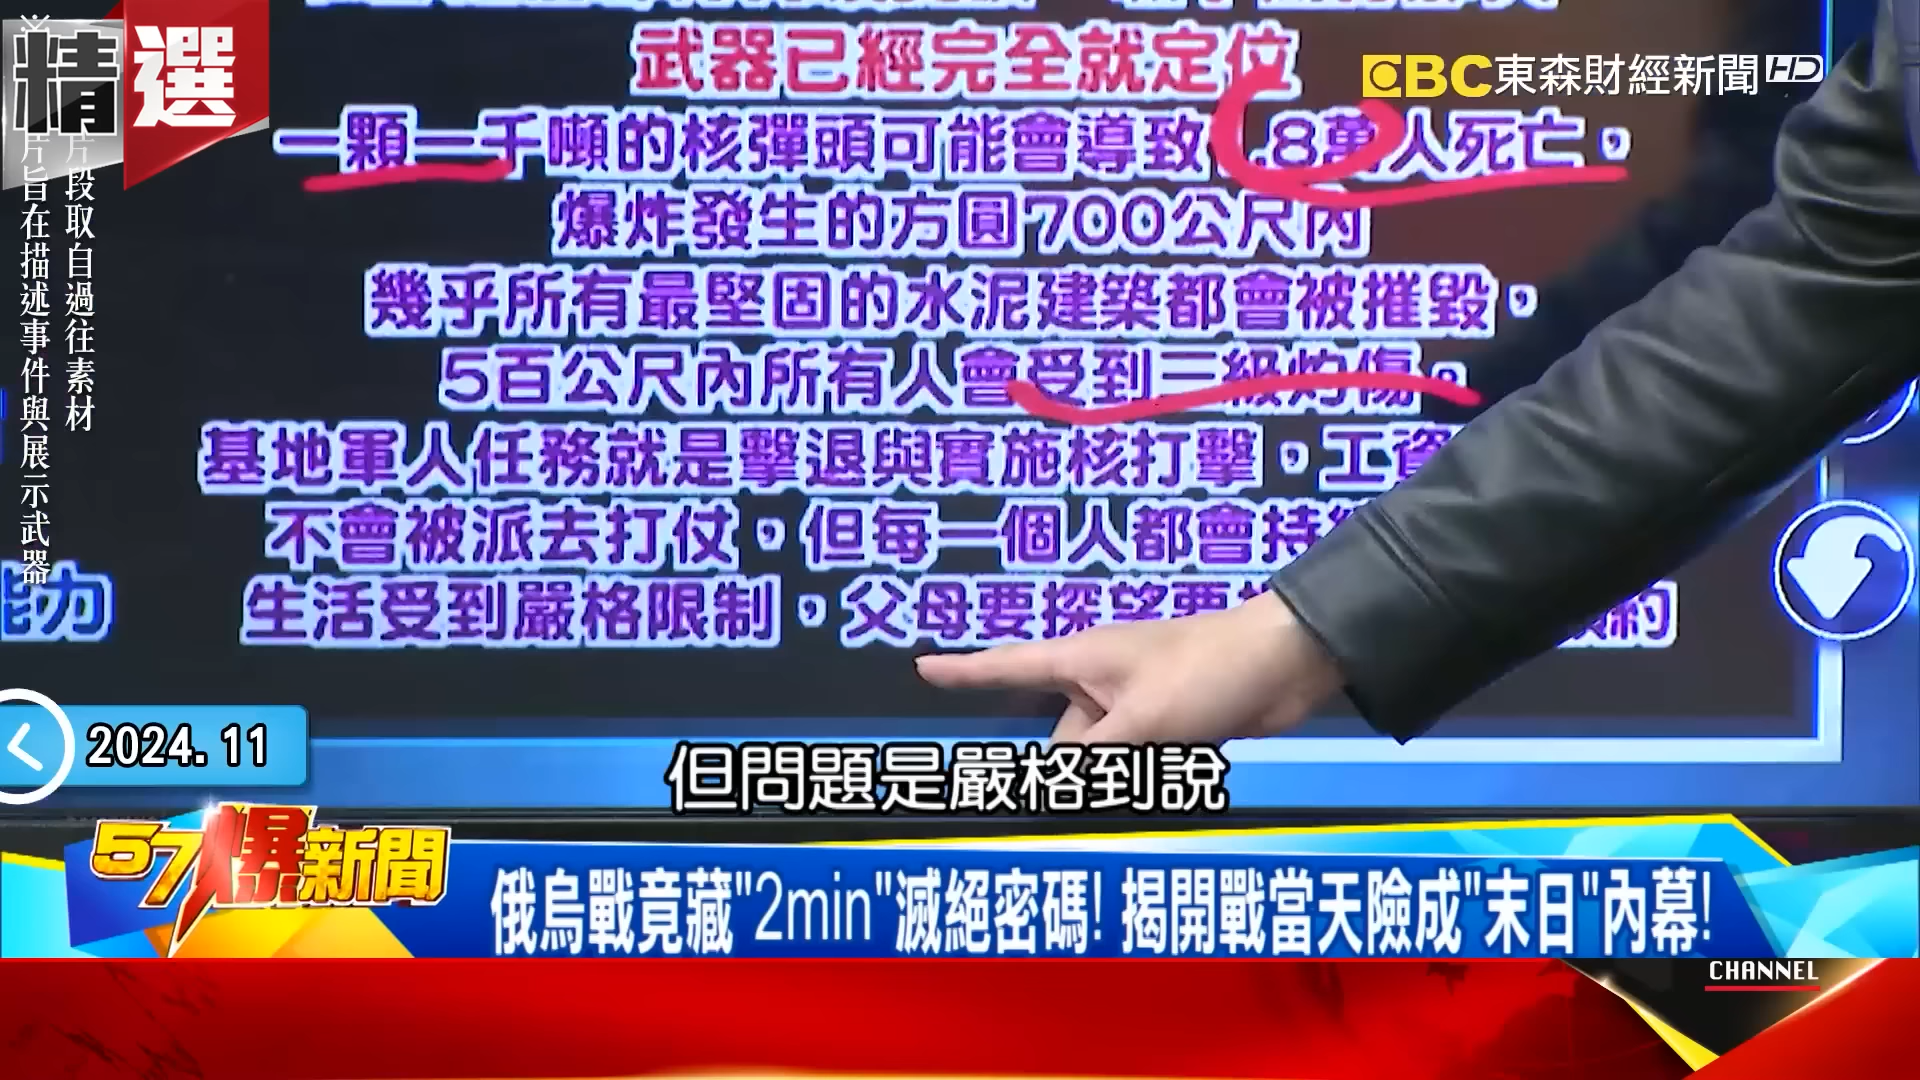 精選
※
片段取自過往素材
片旨在描述事件與展示武器
EBC東森財經新聞HD
武器已經完全就定位
一顆一千噸的核彈頭可能會導致.8萬人死亡，
爆炸發生的方圓700公尺內
幾乎所有最堅固的水泥建築都會被摧毀，
5百公尺內所有人會受到三級灼傷。
基地軍人任務就是擊退與實施核打擊，工資
不會被派去打仗，但每一個人都會持
生活受到嚴格限制，父母要探望要 約
助
2024.11
但問題是嚴格到說
57爆新聞
俄烏戰竟藏"2min"滅絕密碼! 揭開戰當天險成"末日"內幕!
CHANNEL